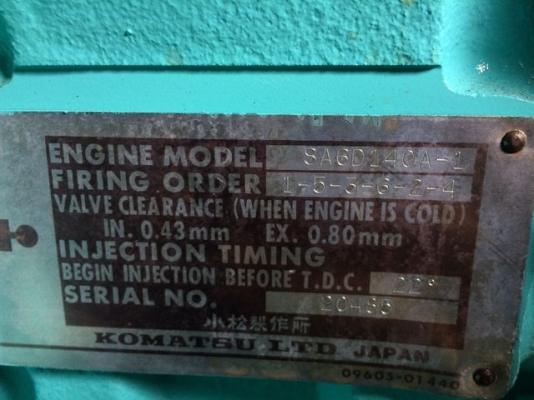 ENGINE MODEL SA6D140A-1
FIRING ORDER 1-5-3-6-2-4
VALVE CLEARANCE (WHEN ENGINE IS COLD)
IN. 0.43mm EX. 0.80mm
INJECTION TIMING
BEGIN INJECTION BEFORE T.D.C. 22°
SERIAL NO. 20485
小松製作所
KOMATSU LTD JAPAN
09605-01440